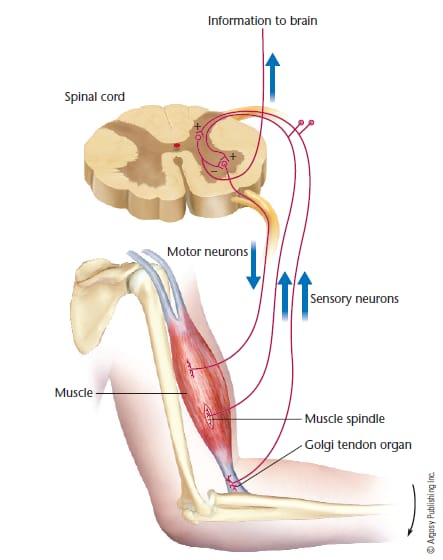 Information to brain
Spinal cord
+
+
−
Motor neurons
Sensory neurons
Muscle
Muscle spindle
Golgi tendon organ
© Argosy Publishing Inc.